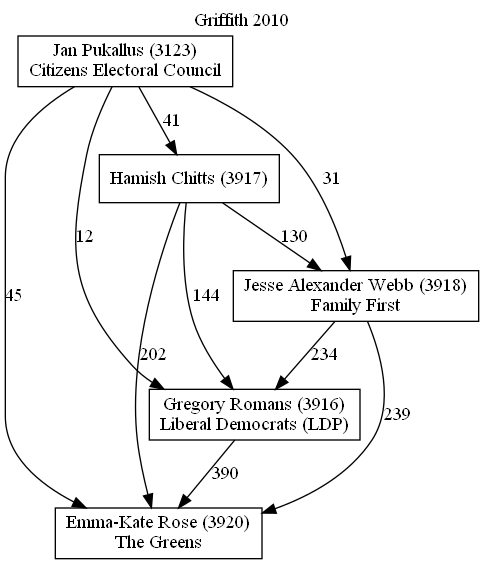 Griffith 2010
Jan Pukallus (3123)
Citizens Electoral Council
41
Hamish Chitts (3917)
31
12
130
Jesse Alexander Webb (3918)
Family First
45
144
202
234
Gregory Romans (3916)
Liberal Democrats (LDP)
239
390
Emma-Kate Rose (3920)
The Greens